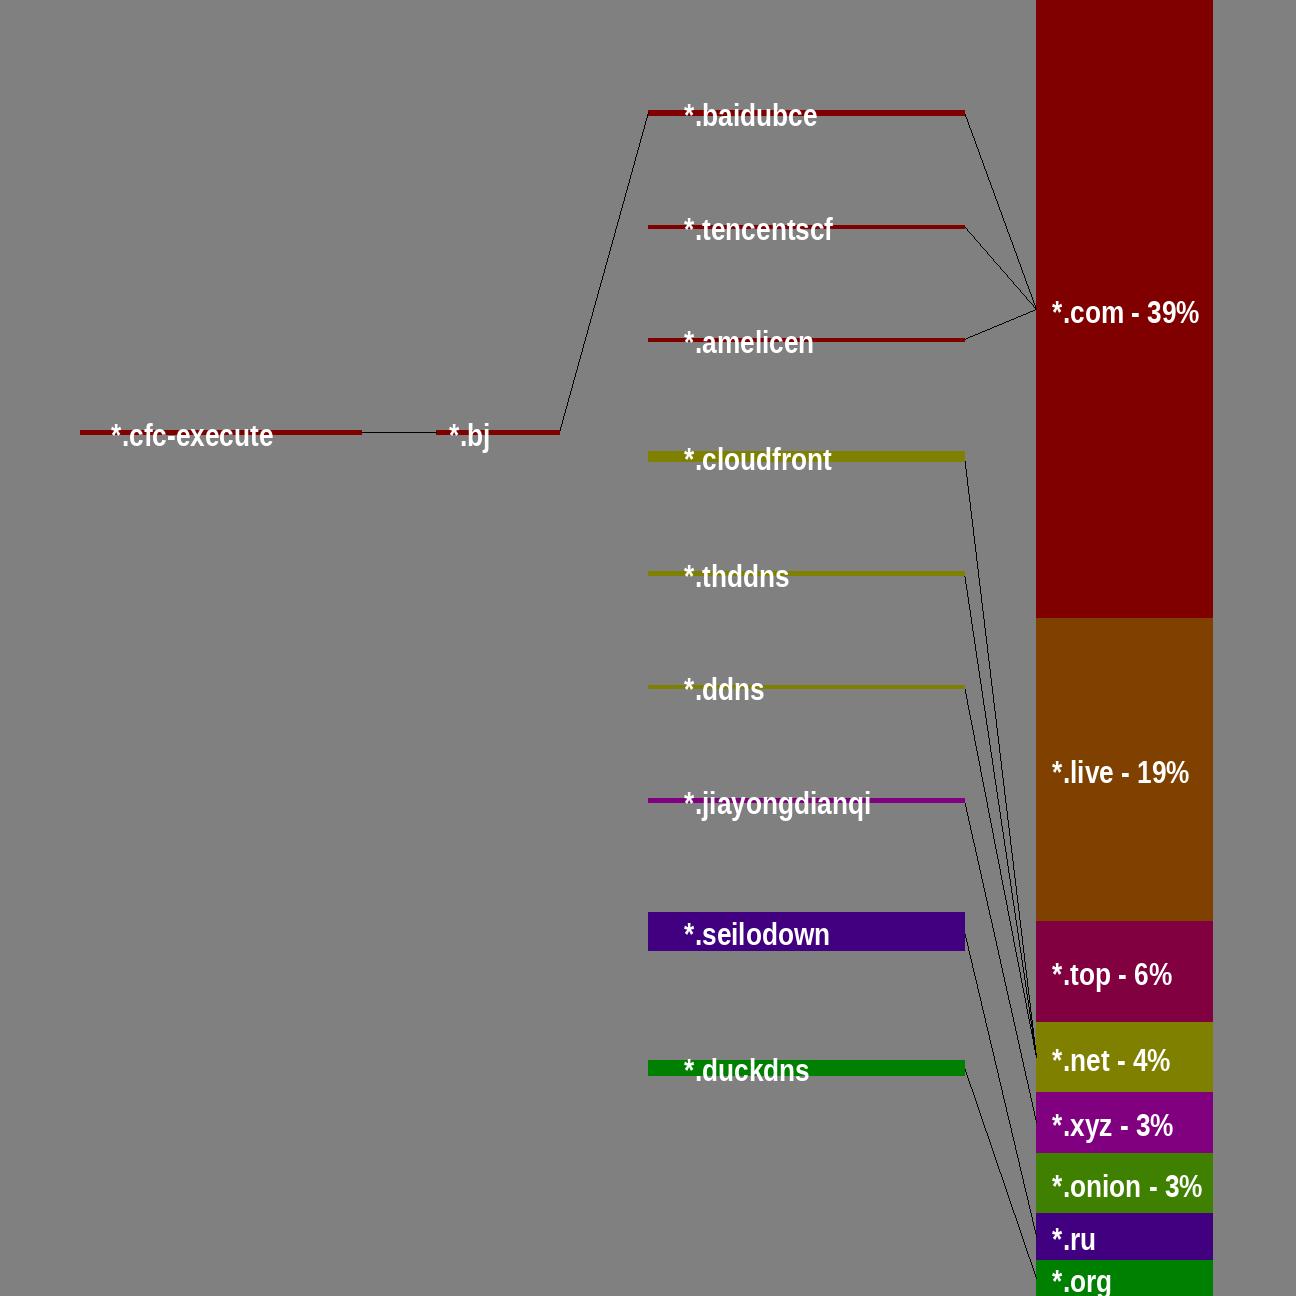 *.baidubce
*.tencentscf
*.com - 39%
*.amelicen
*.cfc-execute
*.bj
*.cloudfront
*.thddns
*.ddns
*.live - 19%
*.jiayongdianqi
*.seilodown
*.top - 6%
*.net - 4%
*.duckdns
*.xyz - 3%
*.onion - 3%
*.ru
*.org